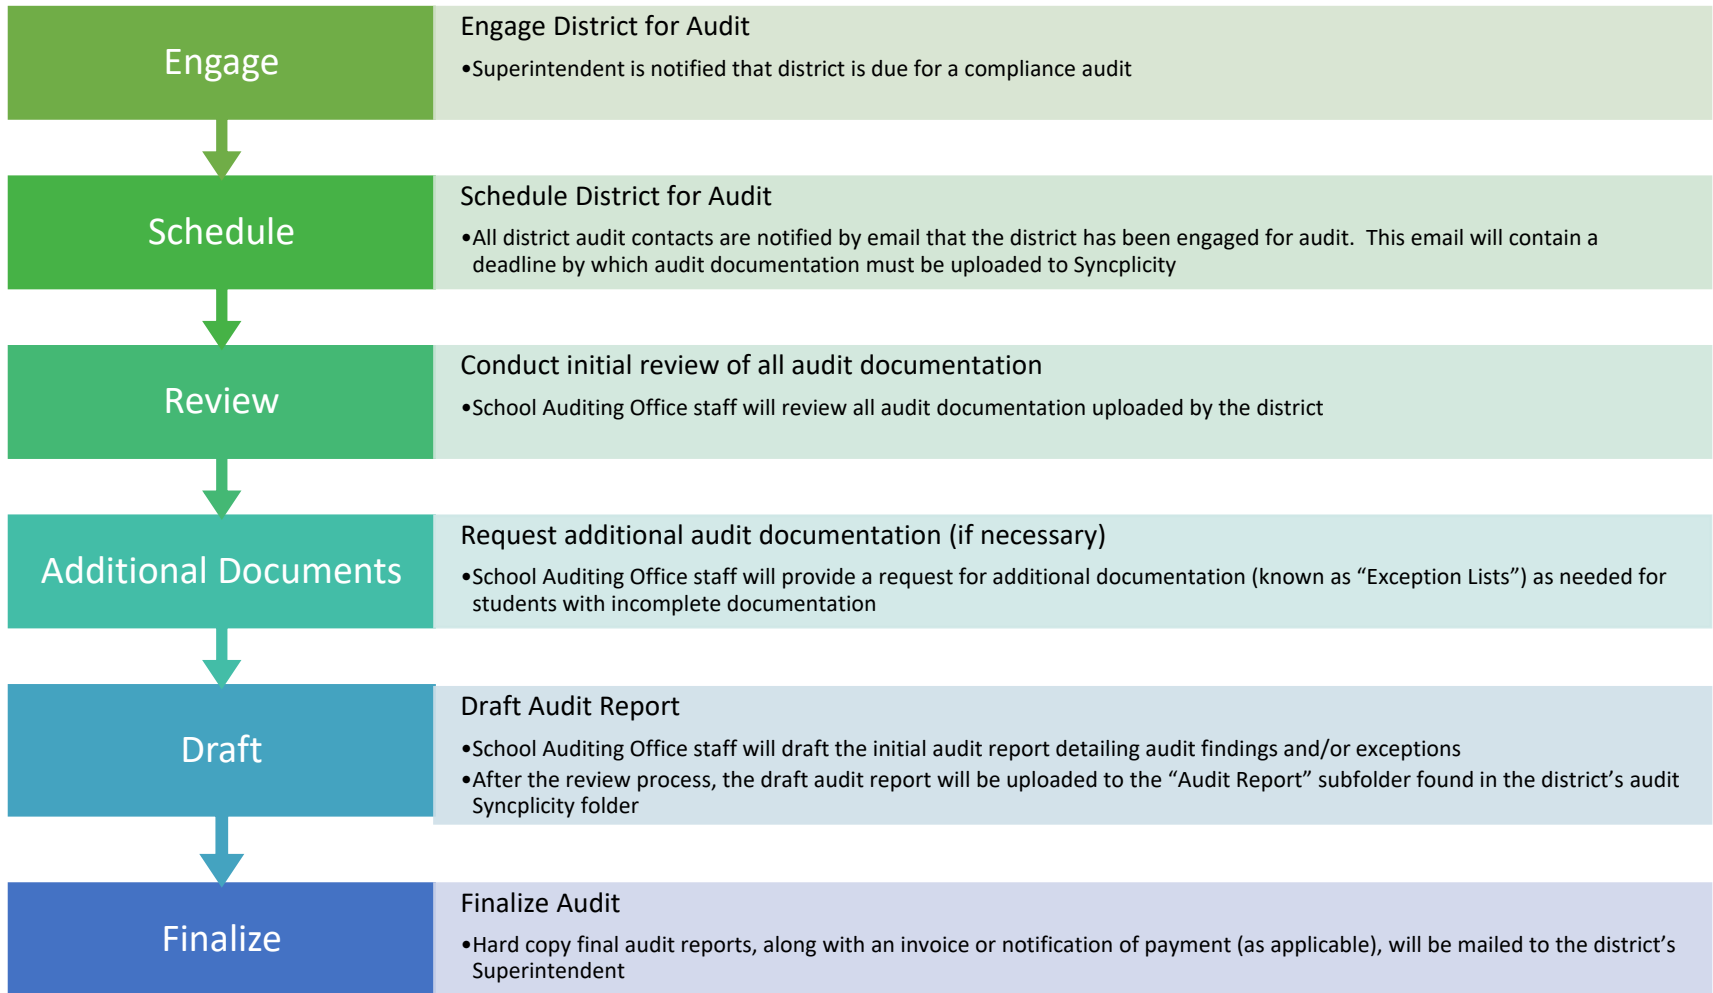 Engage
Engage District for Audit
•Superintendent is notified that district is due for a compliance audit
Schedule
Schedule District for Audit
•All district audit contacts are notified by email that the district has been engaged for audit.  This email will contain a
deadline by which audit documentation must be uploaded to Syncplicity
Review
Conduct initial review of all audit documentation
•School Auditing Office staff will review all audit documentation uploaded by the district
Additional Documents
Request additional audit documentation (if necessary)
•School Auditing Office staff will provide a request for additional documentation (known as “Exception Lists”) as needed for
students with incomplete documentation
Draft
Draft Audit Report
•School Auditing Office staff will draft the initial audit report detailing audit findings and/or exceptions
•After the review process, the draft audit report will be uploaded to the “Audit Report” subfolder found in the district’s audit
Syncplicity folder
Finalize
Finalize Audit
•Hard copy final audit reports, along with an invoice or notification of payment (as applicable), will be mailed to the district’s
Superintendent